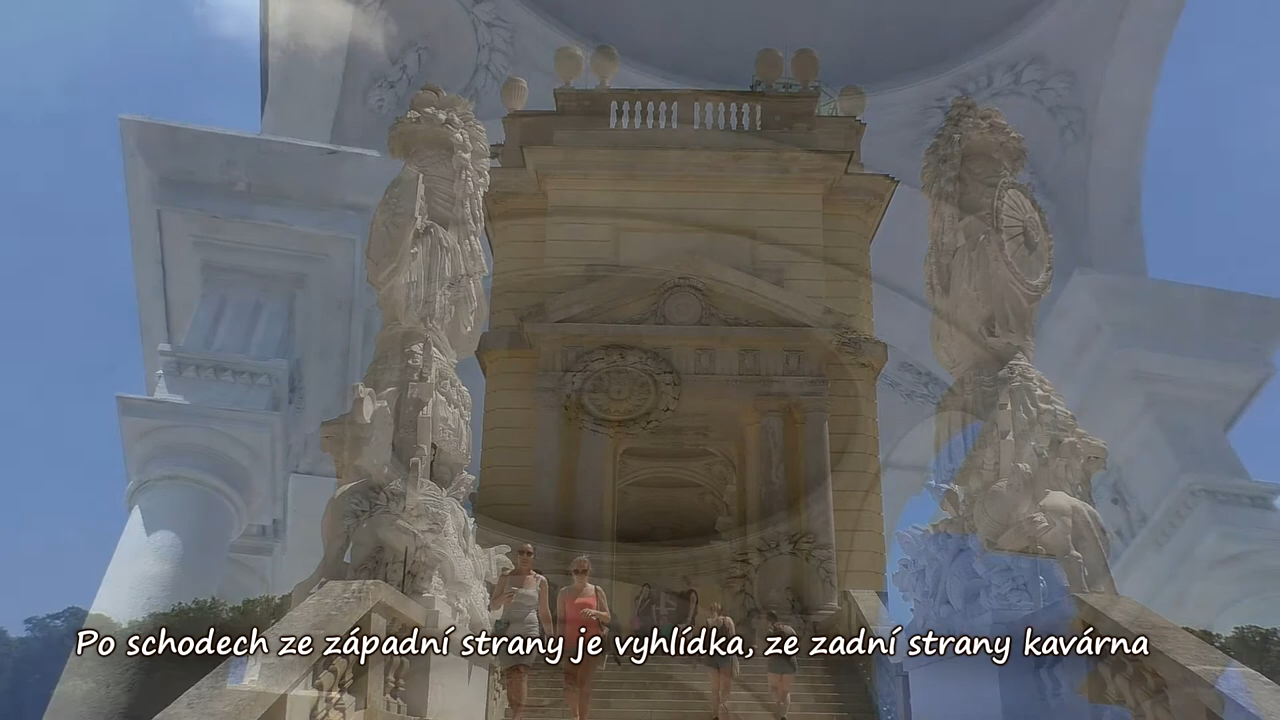 Po schodech ze západní strany je vyhlídka, ze zadní strany kavárna